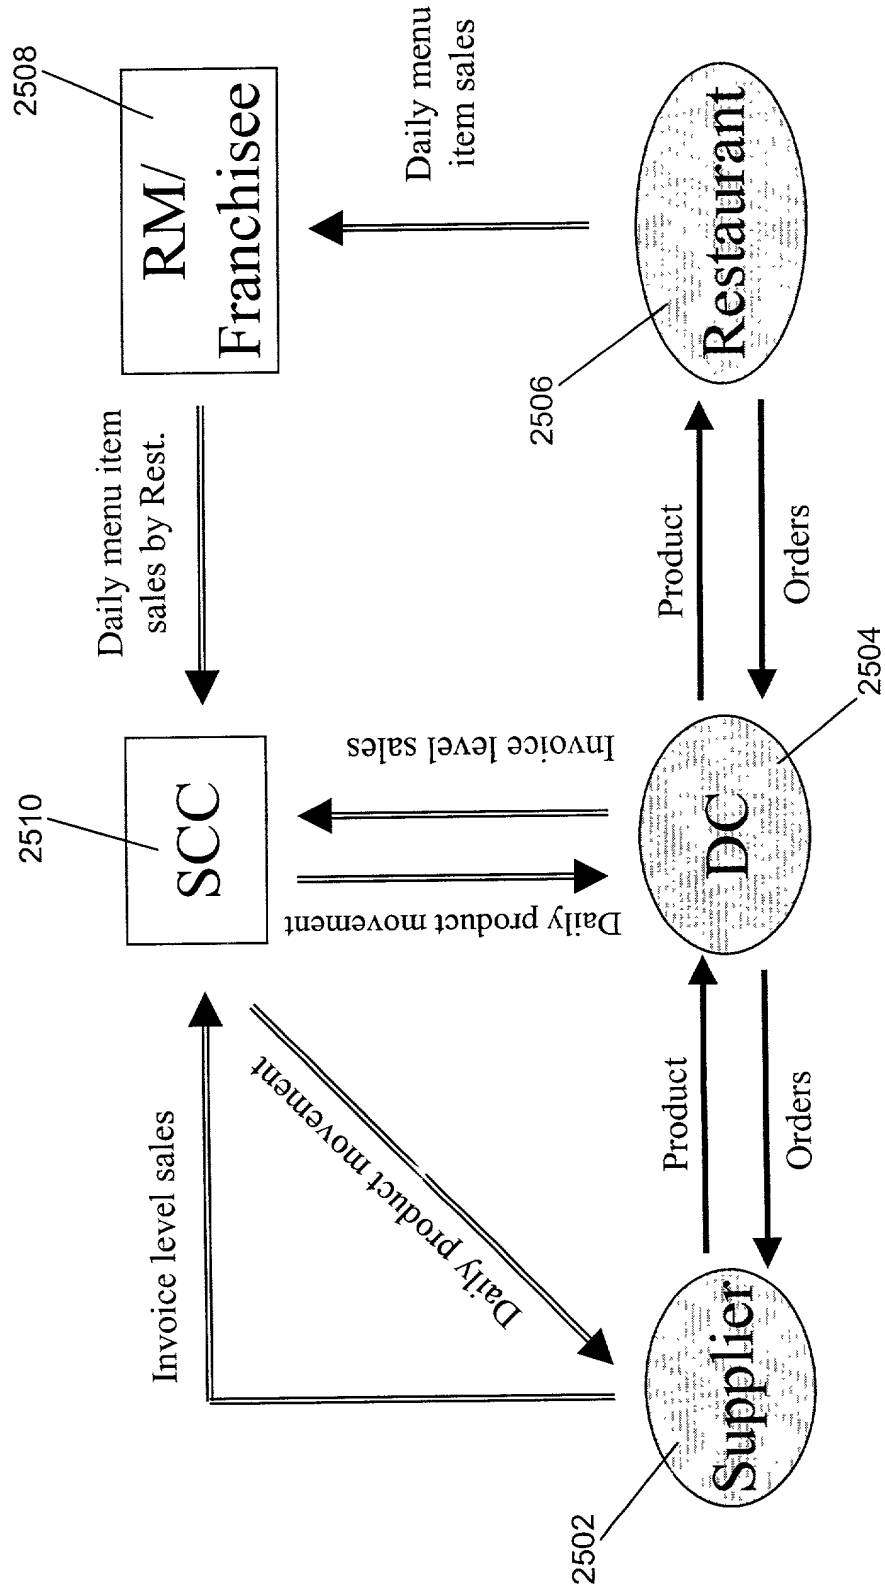 2510
2508
SCC
RM/
Franchisee
Invoice level sales
Daily menu item
sales by Rest.
Daily product movement
Daily product movement
Invoice level sales
Daily menu
item sales
2506
Product
Product
Supplier
DC
Restaurant
Orders
Orders
2502
2504